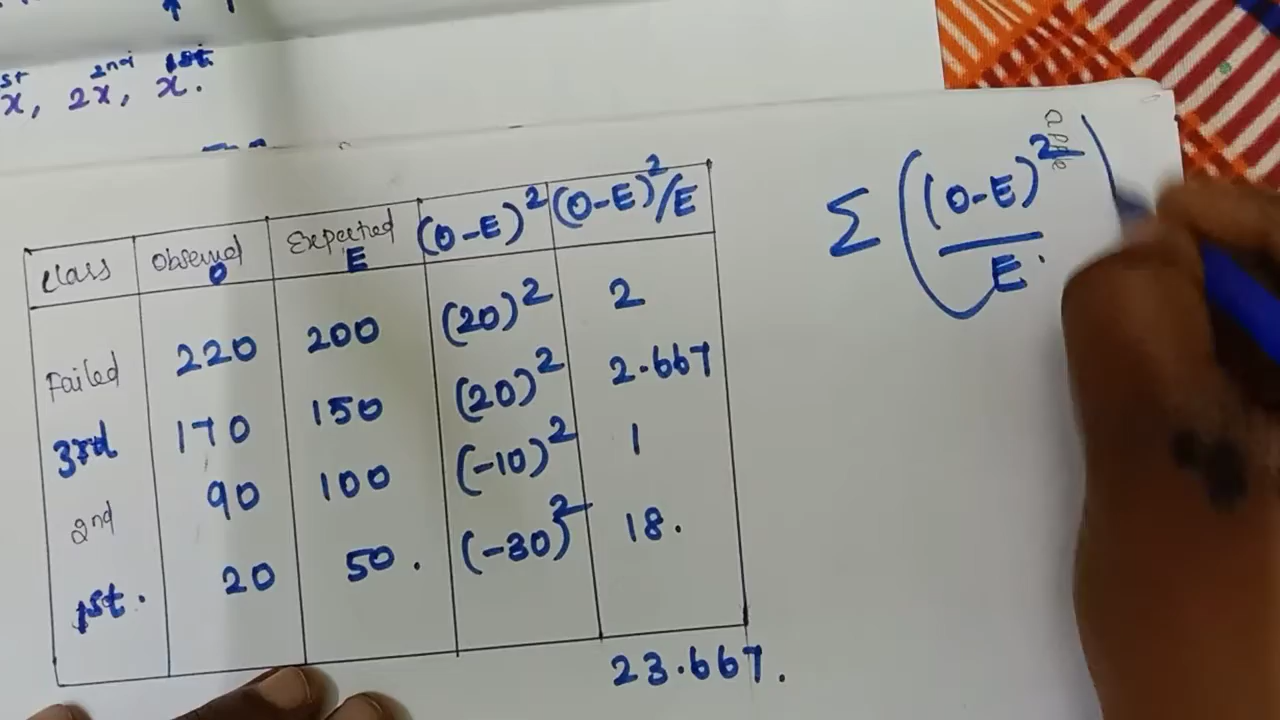 x, 2x, x.
1st
2nd
1st
Class Observed Expected (O-E)² (O-E)²/E
O E
Failed 220 200 (20)² 2
3rd 170 150 (20)² 2.667
2nd 90 100 (-10)² 1
1st. 20 50. (-30)² 18.
23.667.
Σ ( (O-E)²
E.